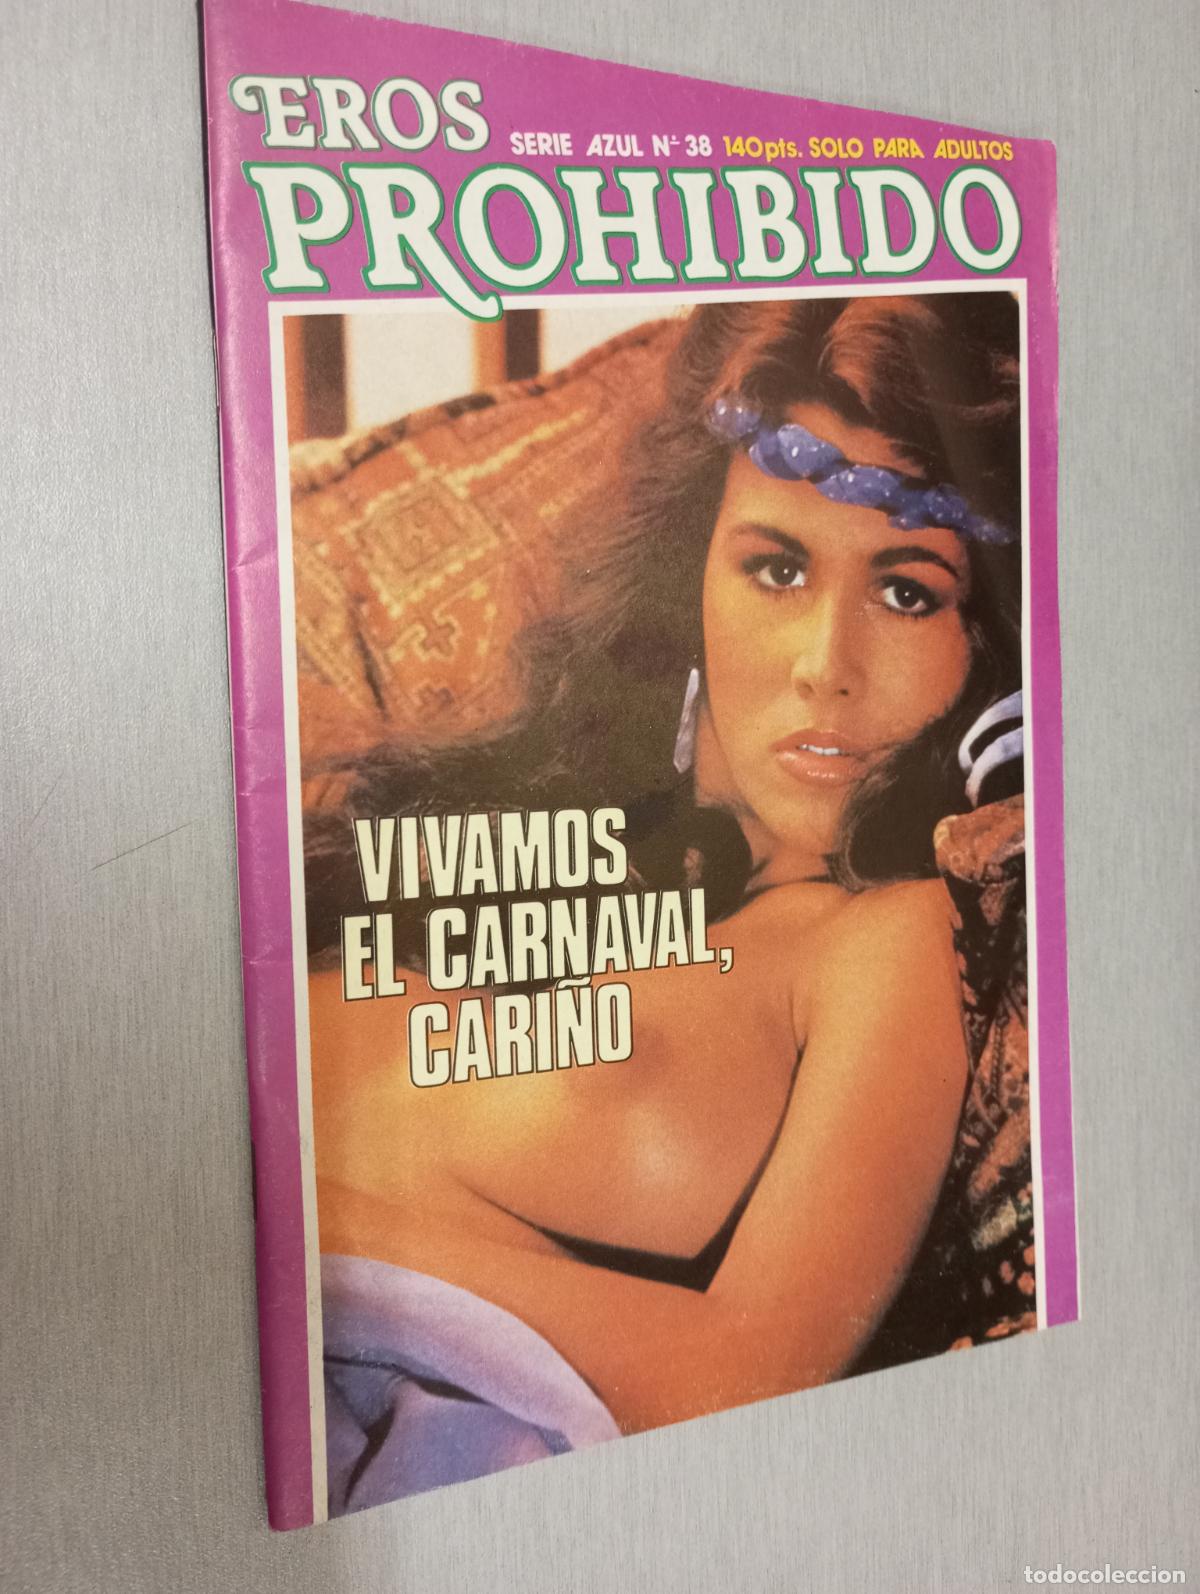 EROS
SERIE AZUL Nº 38 140 pts. SOLO PARA ADULTOS
PROHIBIDO
VIVAMOS
EL CARNAVAL,
CARIÑO
todocoleccion